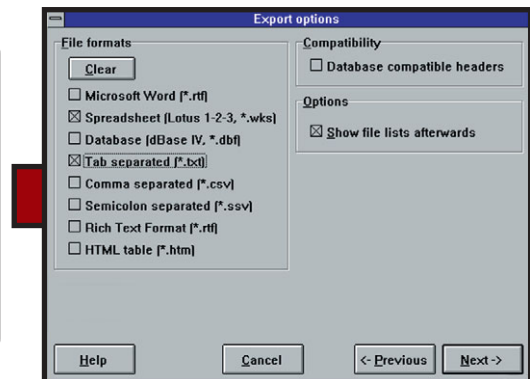 Export options
File formats
Clear
Microsoft Word (*.rtf)
Spreadsheet (Lotus 1-2-3, *.wks)
Database (dBase IV, *.dbf)
Tab separated (*.txt)
Comma separated (*.csv)
Semicolon separated (*.ssv)
Rich Text Format (*.rtf)
HTML table (*.htm)
Compatibility
Database compatible headers
Options
Show file lists afterwards
Help
Cancel
<- Previous
Next ->